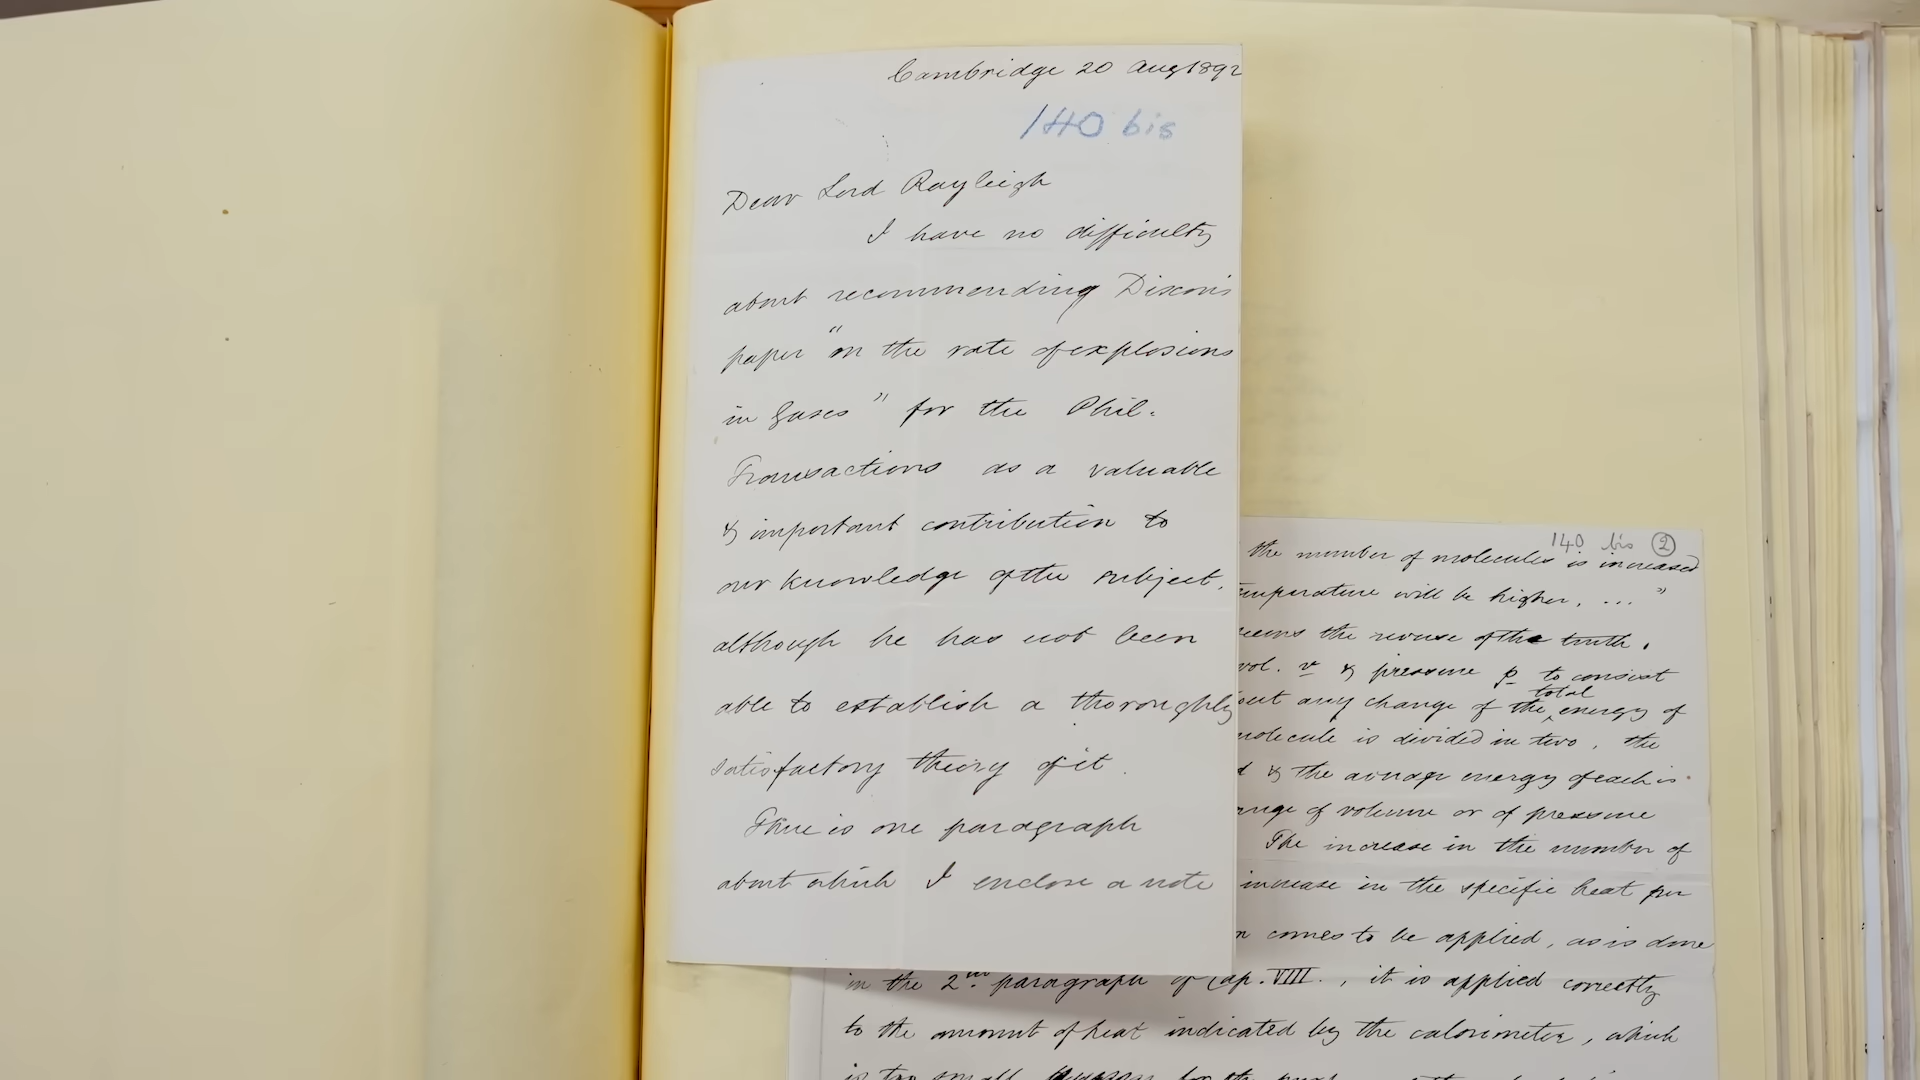 Cambridge 20 Aug 1892
140 bis
Dear Lord Rayleigh
I have no difficulty
about recommending Dixon's
paper "on the rate of explosions
in Gases" for the Phil.
Transactions as a valuable
& important contribution to
our knowledge of the subject,
although he has not been
able to establish a thoroughly
satisfactory theory of it.
There is one paragraph
about which I enclose a note
140 bis 2
the number of molecules is increased
temperature will be higher. ..."
seems the reverse of the truth.
vol. v & pressure p to consist
total
out any change of the energy of
molecule is divided in two, the
& the average energy of each is
change of volume or of pressure
The increase in the number of
increase in the specific heat per
comes to be applied, as is done
in the 2nd paragraph of Cap. VIII., it is applied correctly
to the amount of heat indicated by the calorimeter, which
is too small